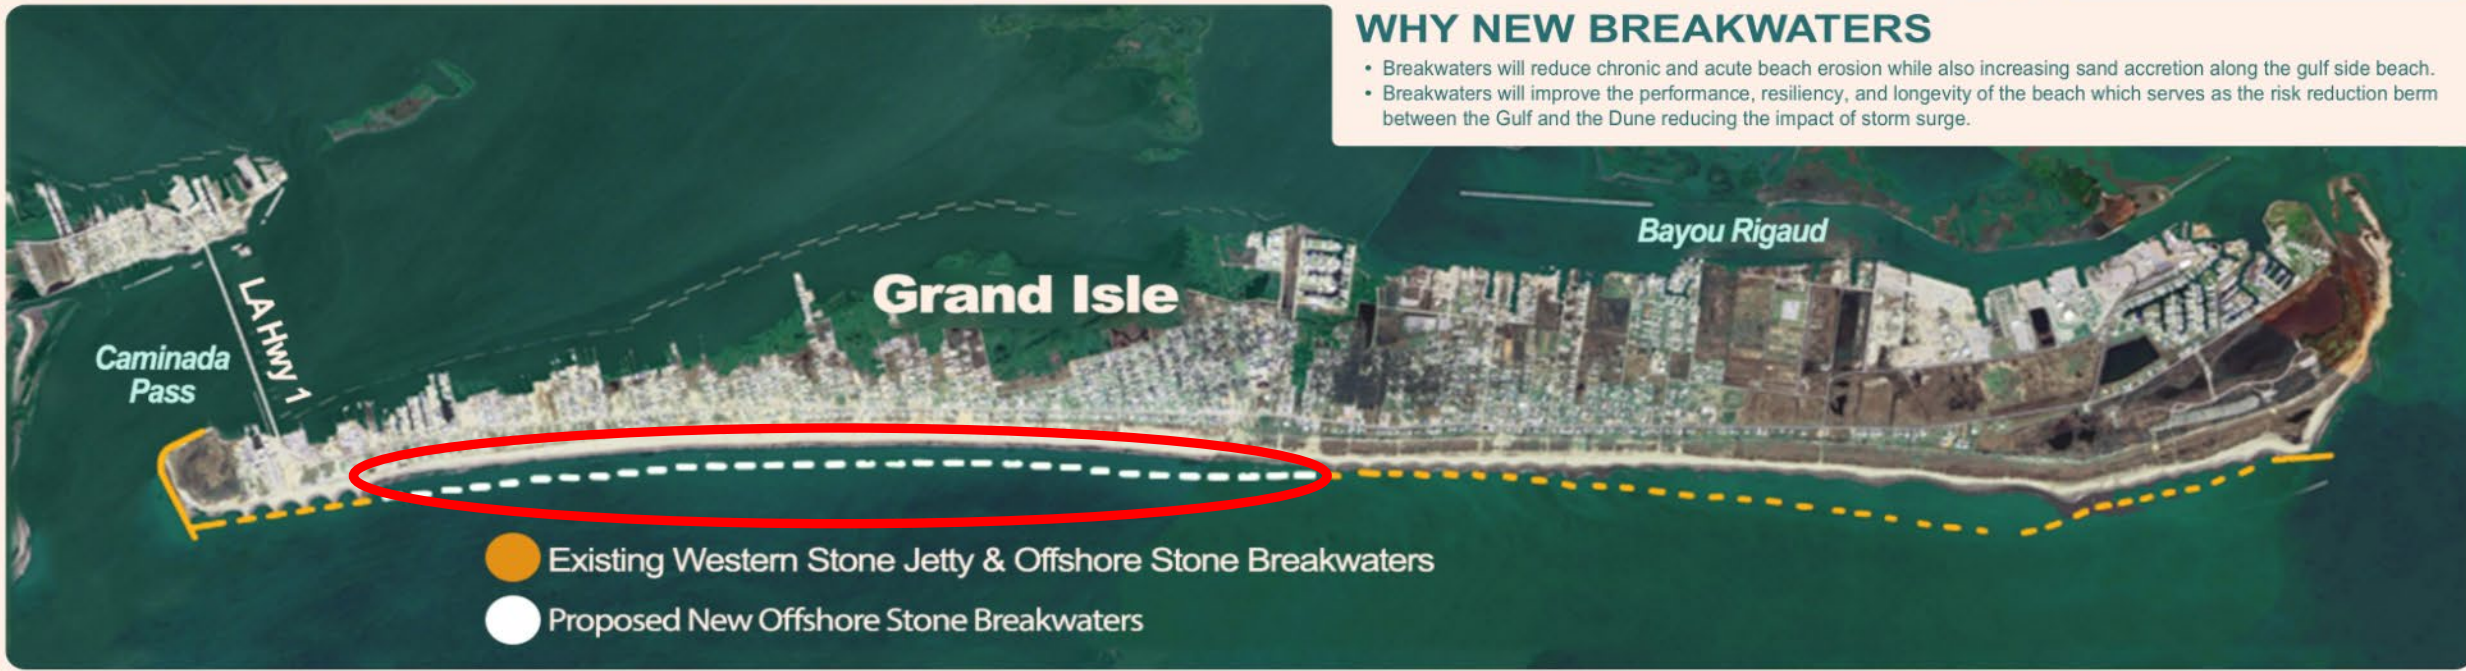 WHY NEW BREAKWATERS
• Breakwaters will reduce chronic and acute beach erosion while also increasing sand accretion along the gulf side beach.
• Breakwaters will improve the performance, resiliency, and longevity of the beach which serves as the risk reduction berm
between the Gulf and the Dune reducing the impact of storm surge.
Bayou Rigaud
Grand Isle
LA Hwy 1
Caminada
Pass
Existing Western Stone Jetty & Offshore Stone Breakwaters
Proposed New Offshore Stone Breakwaters